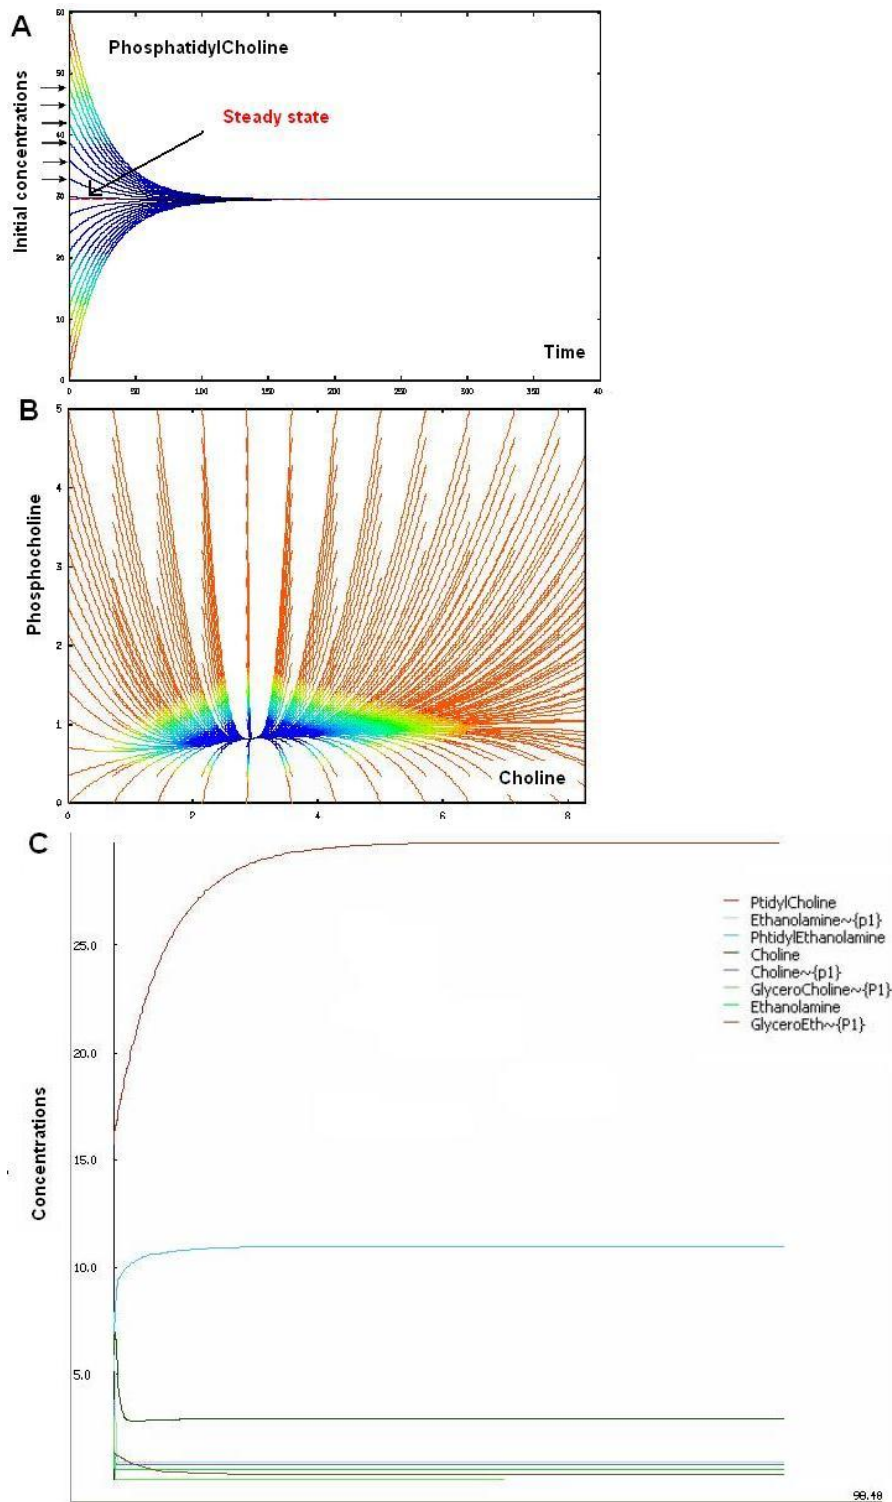 A
PhosphatidylCholine
Steady state
Initial concentrations
Time
60
50
40
30
20
10
0
0 50 100 150 200 250 300 350 40
B
Phosphocholine
Choline
5
4
3
2
1
0
0 2 4 6 8
C
PtidylCholine
Ethanolamine~{p1}
PhtidylEthanolamine
Choline
Choline~{p1}
GlyceroCholine~{P1}
Ethanolamine
GlyceroEth~{P1}
Concentrations
25.0
20.0
15.0
10.0
5.0
98.48